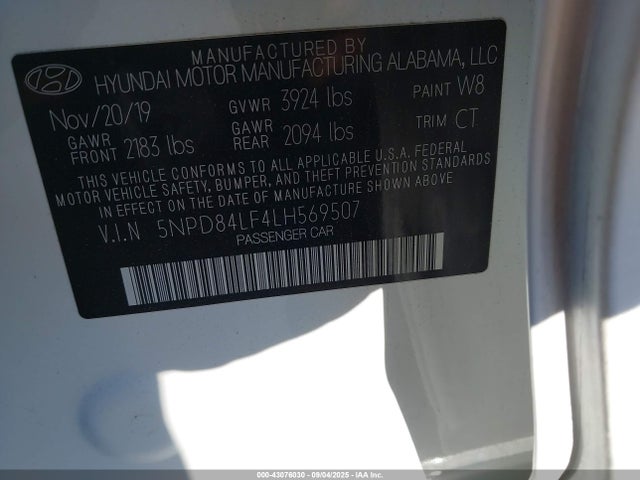 MANUFACTURED BY
HYUNDAI MOTOR MANUFACTURING ALABAMA, LLC
Nov/20/19 GVWR 3924 lbs PAINT W8
GAWR FRONT 2183 lbs GAWR REAR 2094 lbs TRIM CT
THIS VEHICLE CONFORMS TO ALL APPLICABLE U.S.A. FEDERAL
MOTOR VEHICLE SAFETY, BUMPER, AND THEFT PREVENTION STANDARDS
IN EFFECT ON THE DATE OF MANUFACTURE SHOWN ABOVE
V.I.N 5NPD84LF4LH569507
PASSENGER CAR
000-43076030 - 09/04/2025 - IAA Inc.